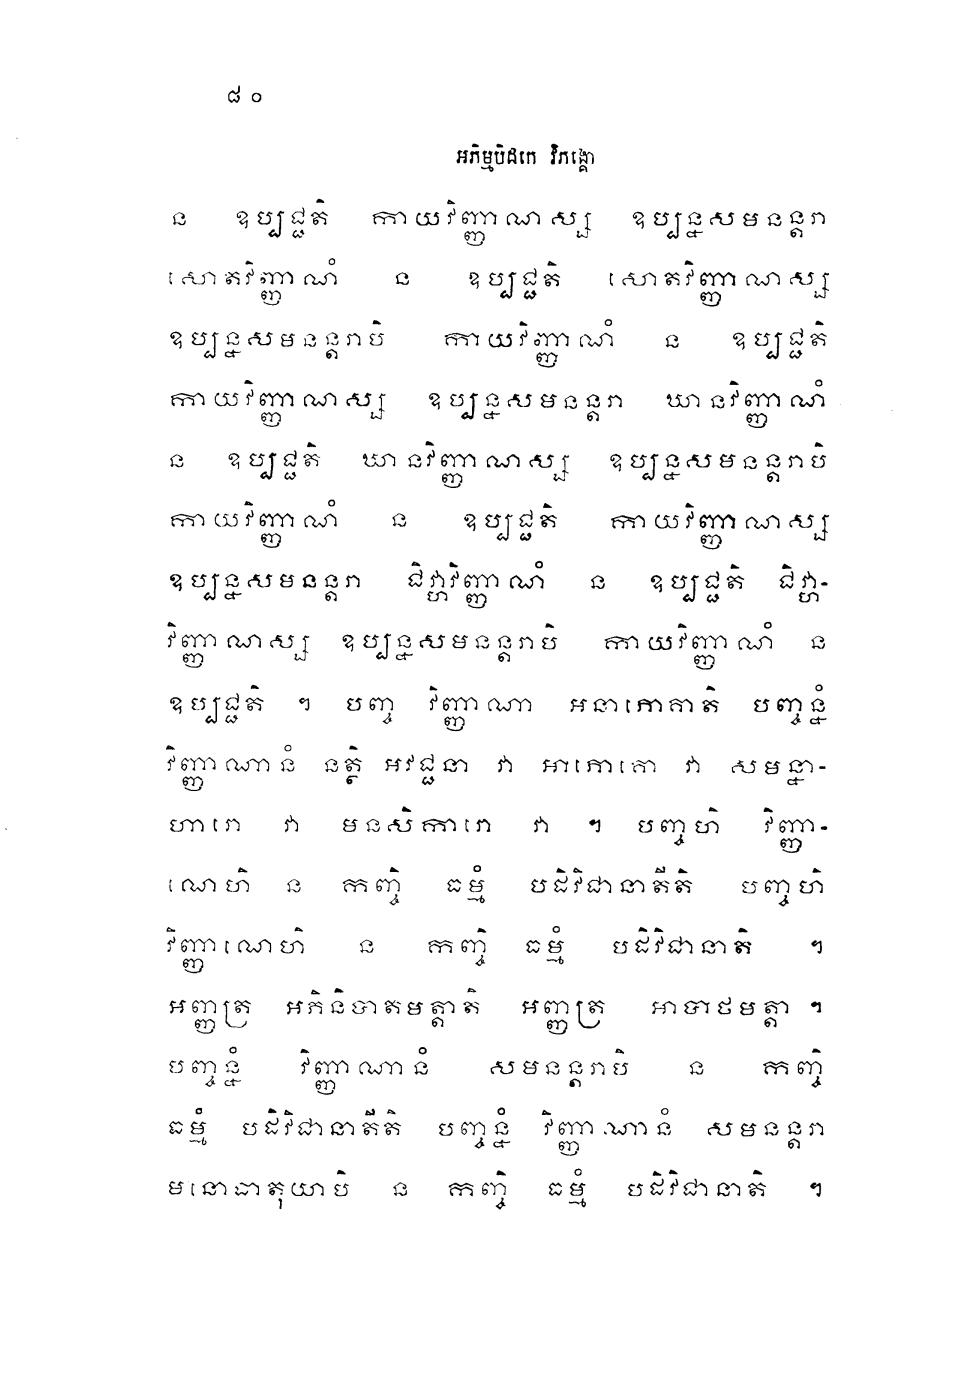 ៨០
អភិធម្មបិដកេ វិភង្គោ
ន ឧប្បជ្ជតិ កាយវិញ្ញាណស្ស ឧប្បន្នសមនន្តរា
សោតវិញ្ញាណំ ន ឧប្បជ្ជតិ សោតវិញ្ញាណស្ស
ឧប្បន្នសមនន្តរាបិ កាយវិញ្ញាណំ ន ឧប្បជ្ជតិ
កាយវិញ្ញាណស្ស ឧប្បន្នសមនន្តរា ឃានវិញ្ញាណំ
ន ឧប្បជ្ជតិ ឃានវិញ្ញាណស្ស ឧប្បន្នសមនន្តរាបិ
កាយវិញ្ញាណំ ន ឧប្បជ្ជតិ កាយវិញ្ញាណស្ស
ឧប្បន្នសមនន្តរា ជិវ្ហាវិញ្ញាណំ ន ឧប្បជ្ជតិ ជិវ្ហា-
វិញ្ញាណស្ស ឧប្បន្នសមនន្តរាបិ កាយវិញ្ញាណំ ន
ឧប្បជ្ជតិ ។ បញ្ច វិញ្ញាណា អនាភោគាតិ បញ្ចន្នំ
វិញ្ញាណានំ នត្ថិ អាវជ្ជនា វា អាភោគោ វា សមន្នា-
ហារោ វា មនសិការោ វា ។ បញ្ចហិ វិញ្ញា-
ណេហិ ន កញ្ចិ ធម្មំ បដិវិជានាតីតិ បញ្ចហិ
វិញ្ញាណេហិ ន កញ្ចិ ធម្មំ បដិវិជានាតិ ។
អញ្ញត្រ អភិនិបាតមត្តាតិ អញ្ញត្រ អាបាថមត្តា ។
បញ្ចន្នំ វិញ្ញាណានំ សមនន្តរាបិ ន កញ្ចិ
ធម្មំ បដិវិជានាតីតិ បញ្ចន្នំ វិញ្ញាណានំ សមនន្តរា
មនោធាតុយាបិ ន កញ្ចិ ធម្មំ បដិវិជានាតិ ។